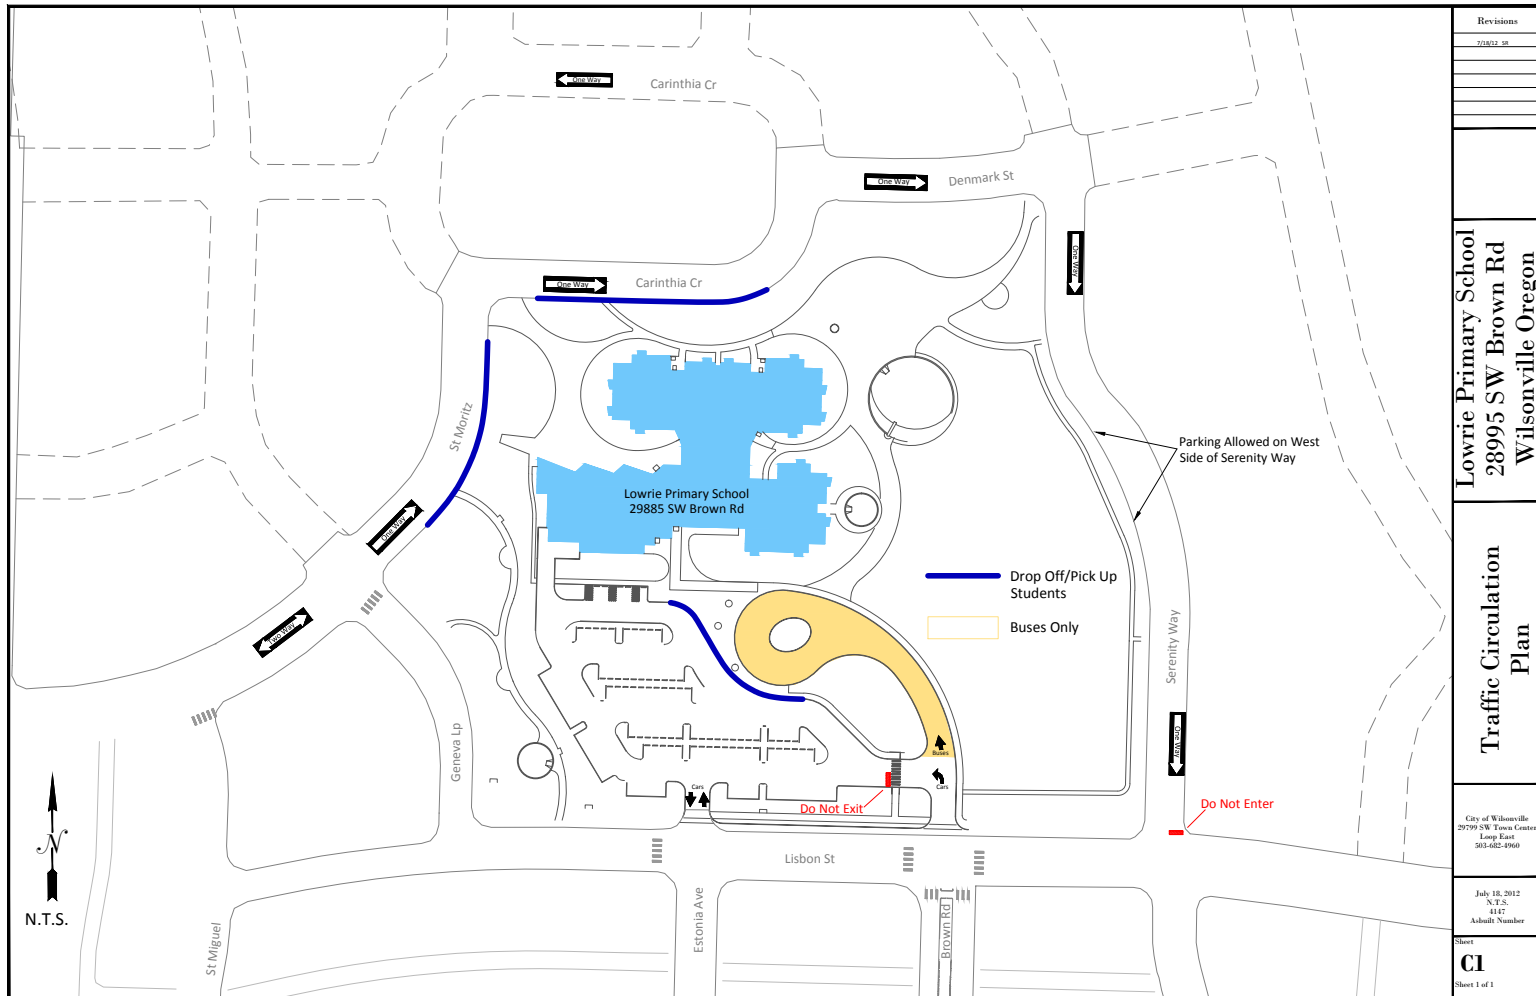 One Way
Carinthia Cr
One Way
Denmark St
One Way
One Way
Carinthia Cr
St Moritz
One Way
Two Way
Lowrie Primary School
29885 SW Brown Rd
Parking Allowed on West
Side of Serenity Way
Drop Off/Pick Up
Students
Buses Only
Serenity Way
One Way
Geneva Lp
Buses
Cars
Cars
Do Not Exit
Do Not Enter
Lisbon St
Estonia Ave
Brown Rd
St Miguel
N
N.T.S.
Revisions
7/18/12 SR
Lowrie Primary School
28995 SW Brown Rd
Wilsonville Oregon
Traffic Circulation
Plan
City of Wilsonville
29799 SW Town Center
Loop East
503-682-4960
July 18, 2012
N.T.S.
4147
Asbuilt Number
Sheet
C1
Sheet 1 of 1